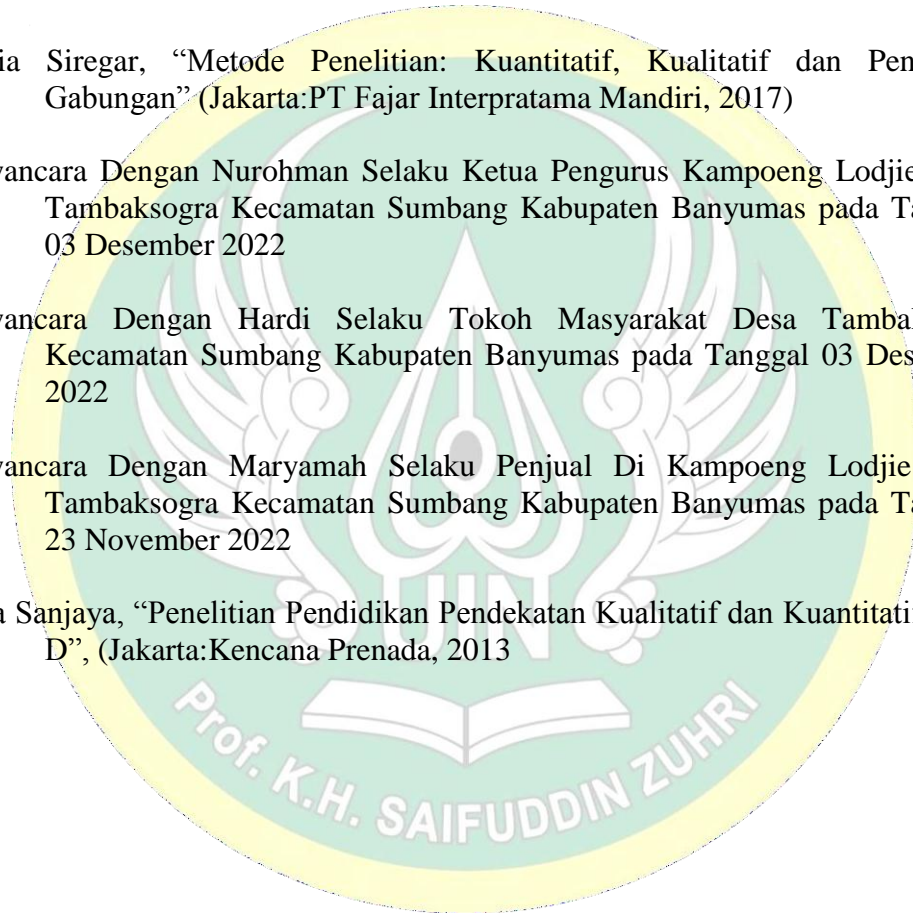 ia Siregar, “Metode Penelitian: Kuantitatif, Kualitatif dan Pen
Gabungan” (Jakarta:PT Fajar Interpratama Mandiri, 2017)
ancara Dengan Nurohman Selaku Ketua Pengurus Kampoeng Lodjie
Tambaksogra Kecamatan Sumbang Kabupaten Banyumas pada Ta
03 Desember 2022
ancara Dengan Hardi Selaku Tokoh Masyarakat Desa Tamba
Kecamatan Sumbang Kabupaten Banyumas pada Tanggal 03 Des
2022
ancara Dengan Maryamah Selaku Penjual Di Kampoeng Lodjie
Tambaksogra Kecamatan Sumbang Kabupaten Banyumas pada Ta
23 November 2022
a Sanjaya, “Penelitian Pendidikan Pendekatan Kualitatif dan Kuantitatif
D”, (Jakarta:Kencana Prenada, 2013
UIN
Prof. K.H. SAIFUDDIN ZUHRI